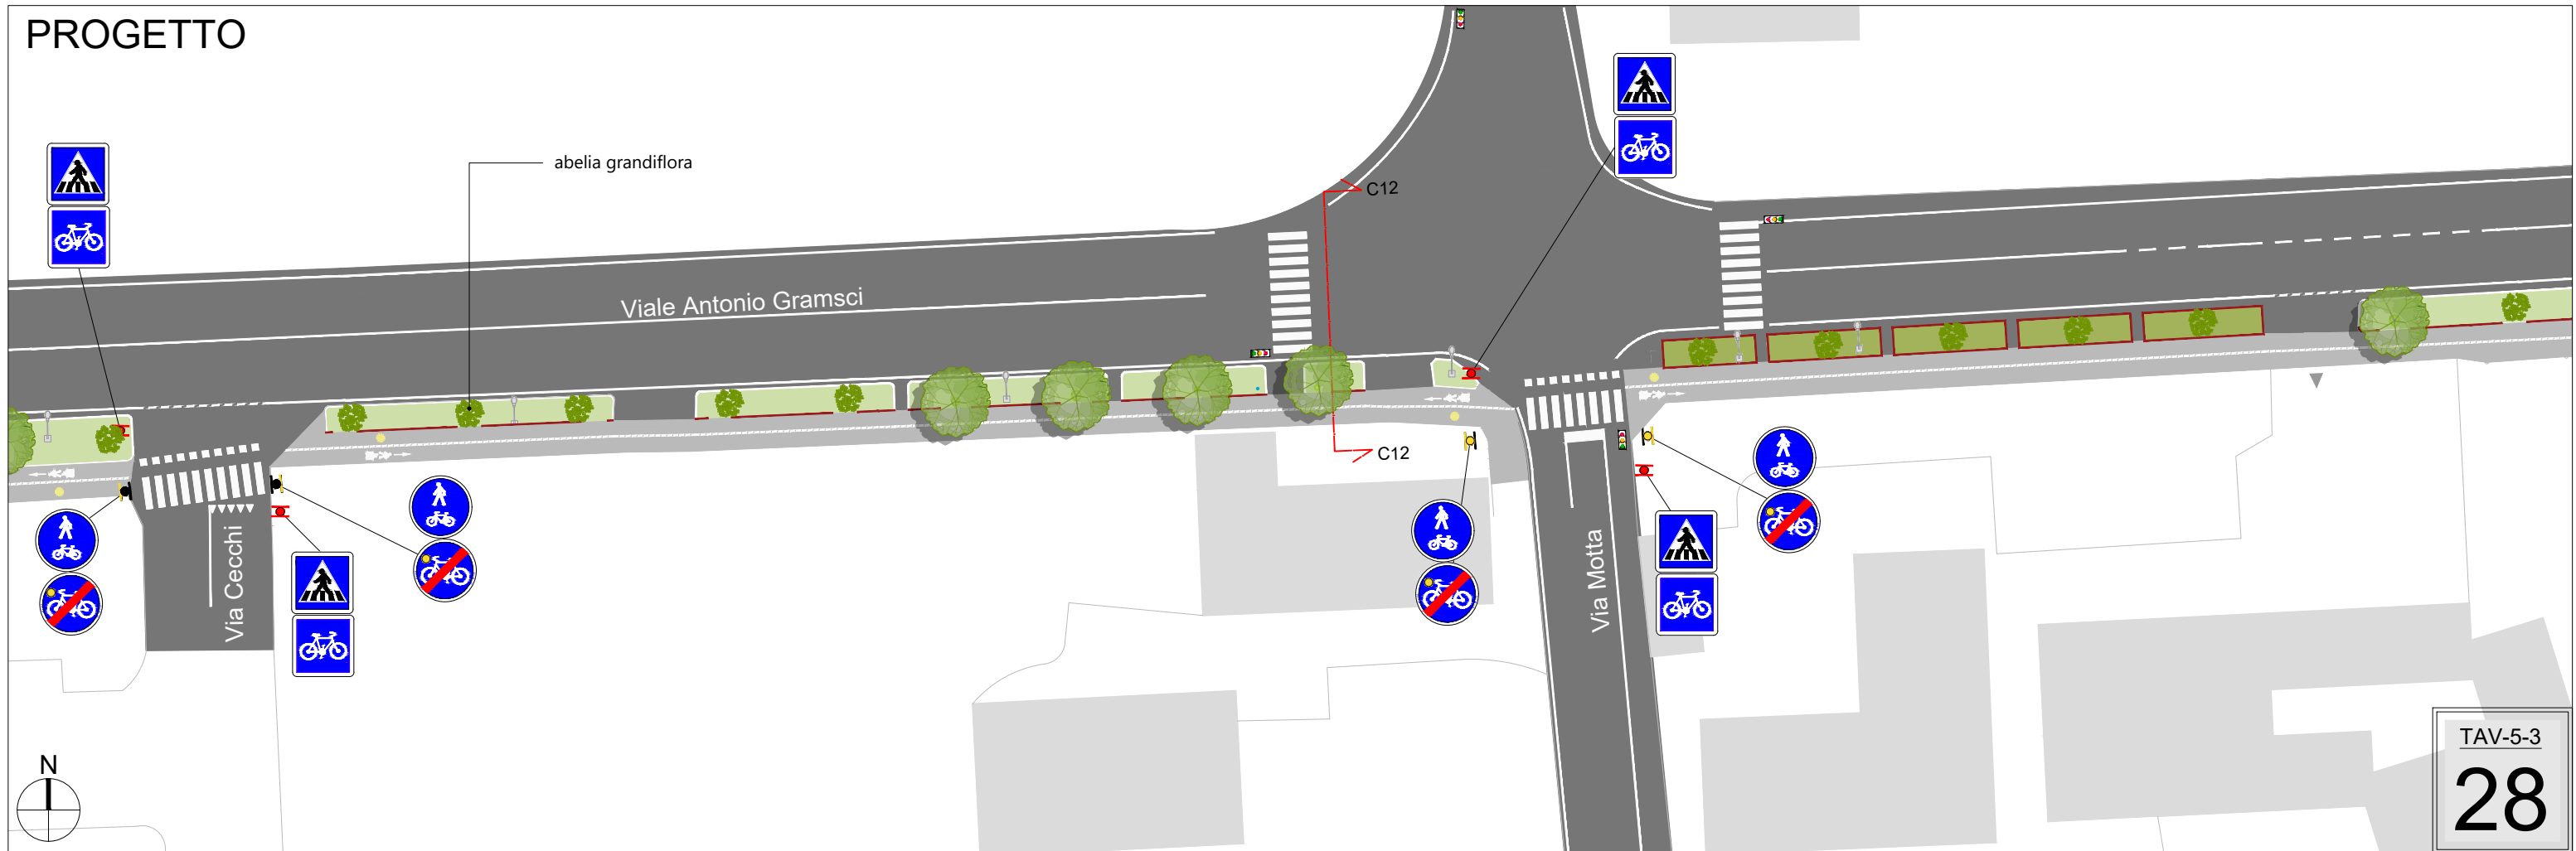 PROGETTO
abelia grandiflora
C12
Viale Antonio Gramsci
C12
Via Cecchi
Via Motta
N
TAV-5-3
28